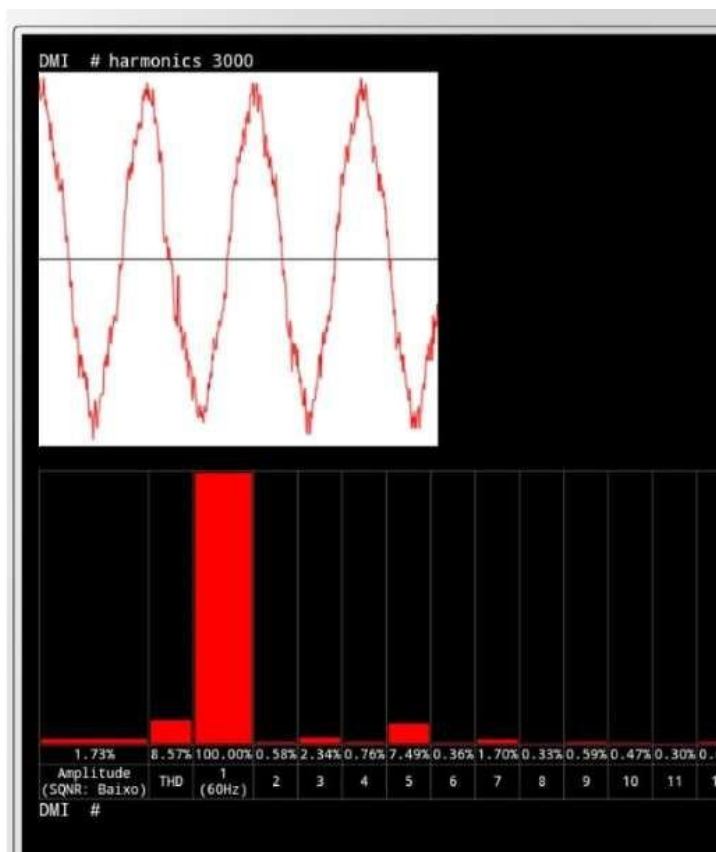 DMI # harmonics 3000
1.73% 8.57% 100.00% 0.58% 2.34% 0.76% 7.49% 0.36% 1.70% 0.33% 0.59% 0.47% 0.30% 0.
Amplitude (SQNR: Baixo) THD 1 (60Hz) 2 3 4 5 6 7 8 9 10 11 1
DMI #